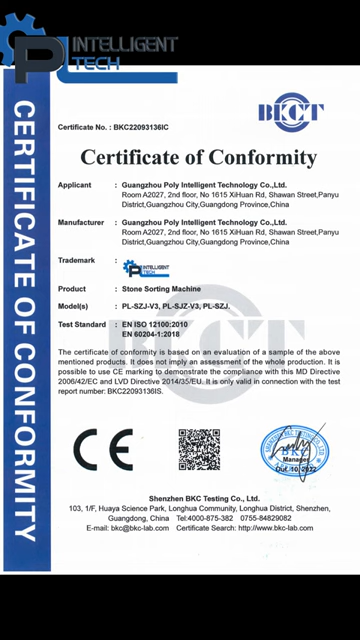 PL INTELLIGENT
TECH
BKCT
CERTIFICATE OF CONFORMITY
Certificate No. : BKC22093136IC
Certificate of Conformity
Applicant : Guangzhou Poly Intelligent Technology Co.,Ltd.
Room A2027, 2nd floor, No 1615 XiHuan Rd, Shawan Street,Panyu
District,Guangzhou City,Guangdong Province,China
Manufacturer : Guangzhou Poly Intelligent Technology Co.,Ltd.
Room A2027, 2nd floor, No 1615 XiHuan Rd, Shawan Street,Panyu
District,Guangzhou City,Guangdong Province,China
Trademark : PL INTELLIGENT
TECH
Product : Stone Sorting Machine
Model(s) : PL-SZJ-V3, PL-SJZ-V3, PL-SZJ.
Test Standard : EN ISO 12100:2010
EN 60204-1:2018
BKCT
The certificate of conformity is based on an evaluation of a sample of the above
mentioned products. It does not imply an assessment of the whole production. It is
possible to use CE marking to demonstrate the compliance with this MD Directive
2006/42/EC and LVD Directive 2014/35/EU. It is only valid in connection with the test
report number: BKC22093136IS.
CE
BKC
Manager
Oct. 10, 2022
Shenzhen BKC Testing Co., Ltd.
103, 1/F, Huaya Science Park, Longhua Community, Longhua District, Shenzhen,
Guangdong, China Tel:4000-875-382 0755-84829082
E-mail: bkc@bkc-lab.com Certificate Search: http://www.bkc-lab.com